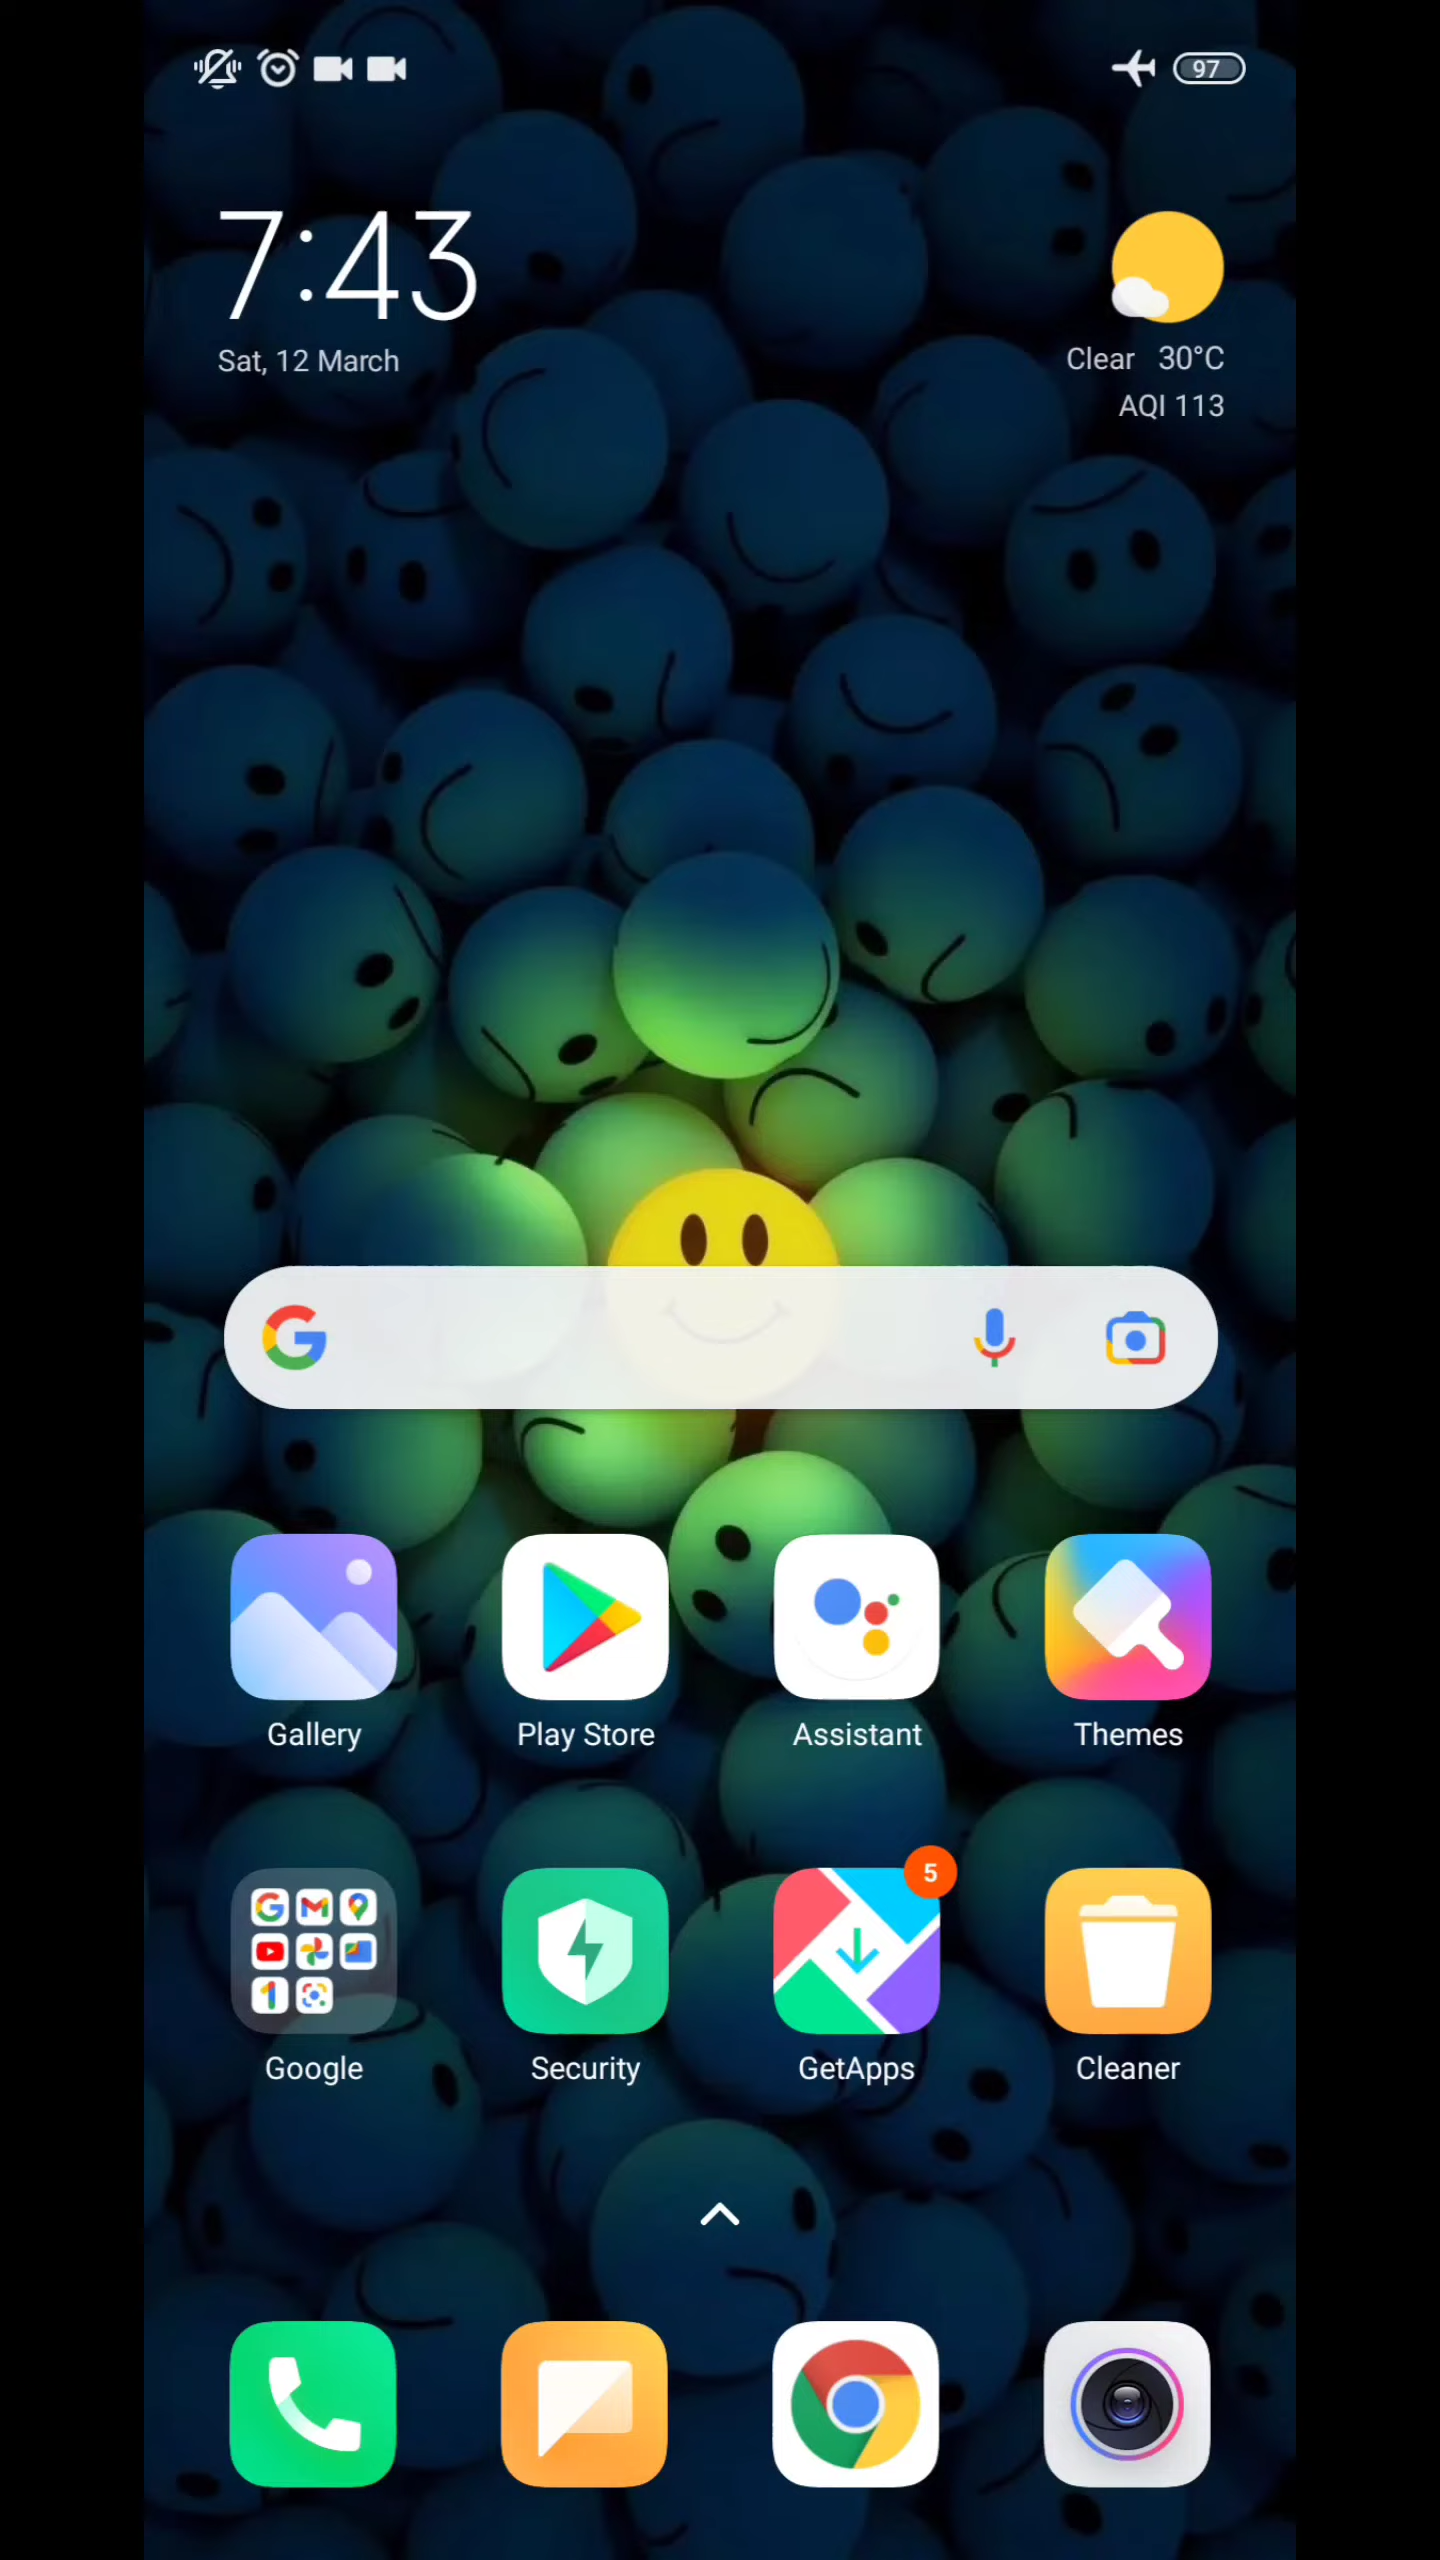 97
7:43
Sat, 12 March
Clear 30°C
AQI 113
Gallery
Play Store
Assistant
Themes
5
Google
Security
GetApps
Cleaner